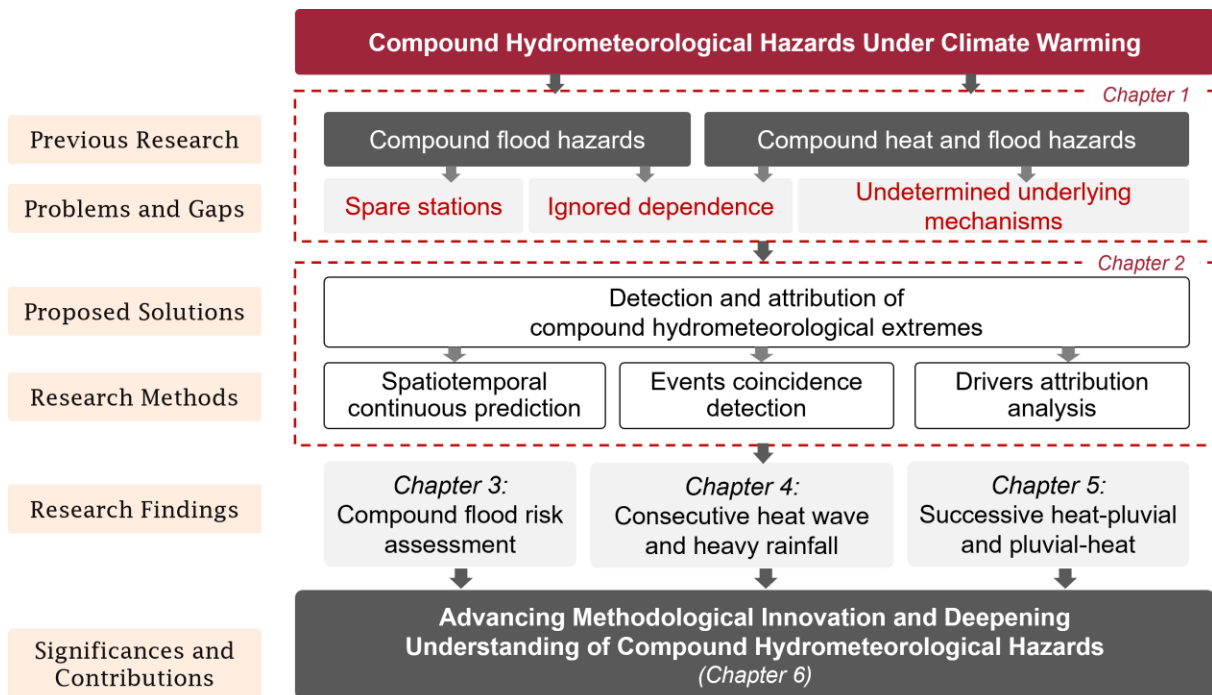 Compound Hydrometeorological Hazards Under Climate Warming
Chapter 1
Previous Research
Compound flood hazards
Compound heat and flood hazards
Problems and Gaps
Spare stations
Ignored dependence
Undetermined underlying
mechanisms
Chapter 2
Proposed Solutions
Detection and attribution of
compound hydrometeorological extremes
Research Methods
Spatiotemporal
continuous prediction
Events coincidence
detection
Drivers attribution
analysis
Research Findings
Chapter 3:
Compound flood risk
assessment
Chapter 4:
Consecutive heat wave
and heavy rainfall
Chapter 5:
Successive heat-pluvial
and pluvial-heat
Significances and
Contributions
Advancing Methodological Innovation and Deepening
Understanding of Compound Hydrometeorological Hazards
(Chapter 6)